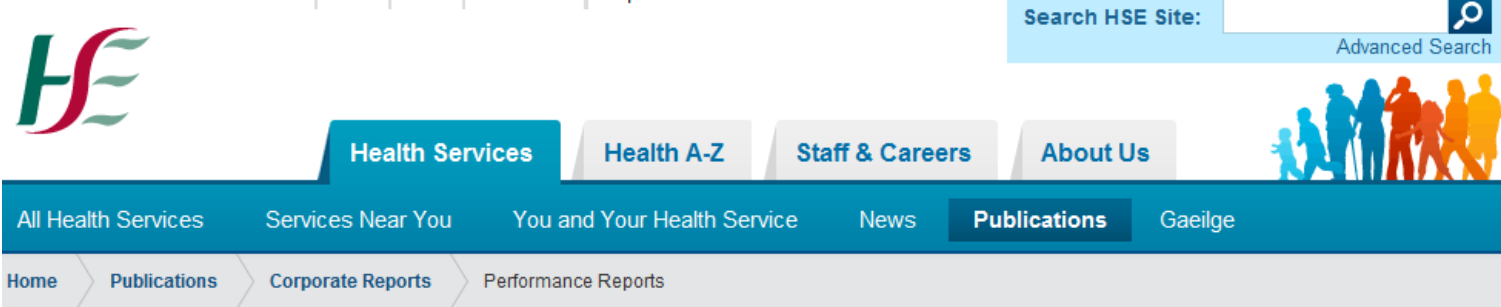 Search HSE Site:
Advanced Search
HSE
Health Services Health A-Z Staff & Careers About Us
All Health Services Services Near You You and Your Health Service News Publications Gaeilge
Home Publications Corporate Reports Performance Reports